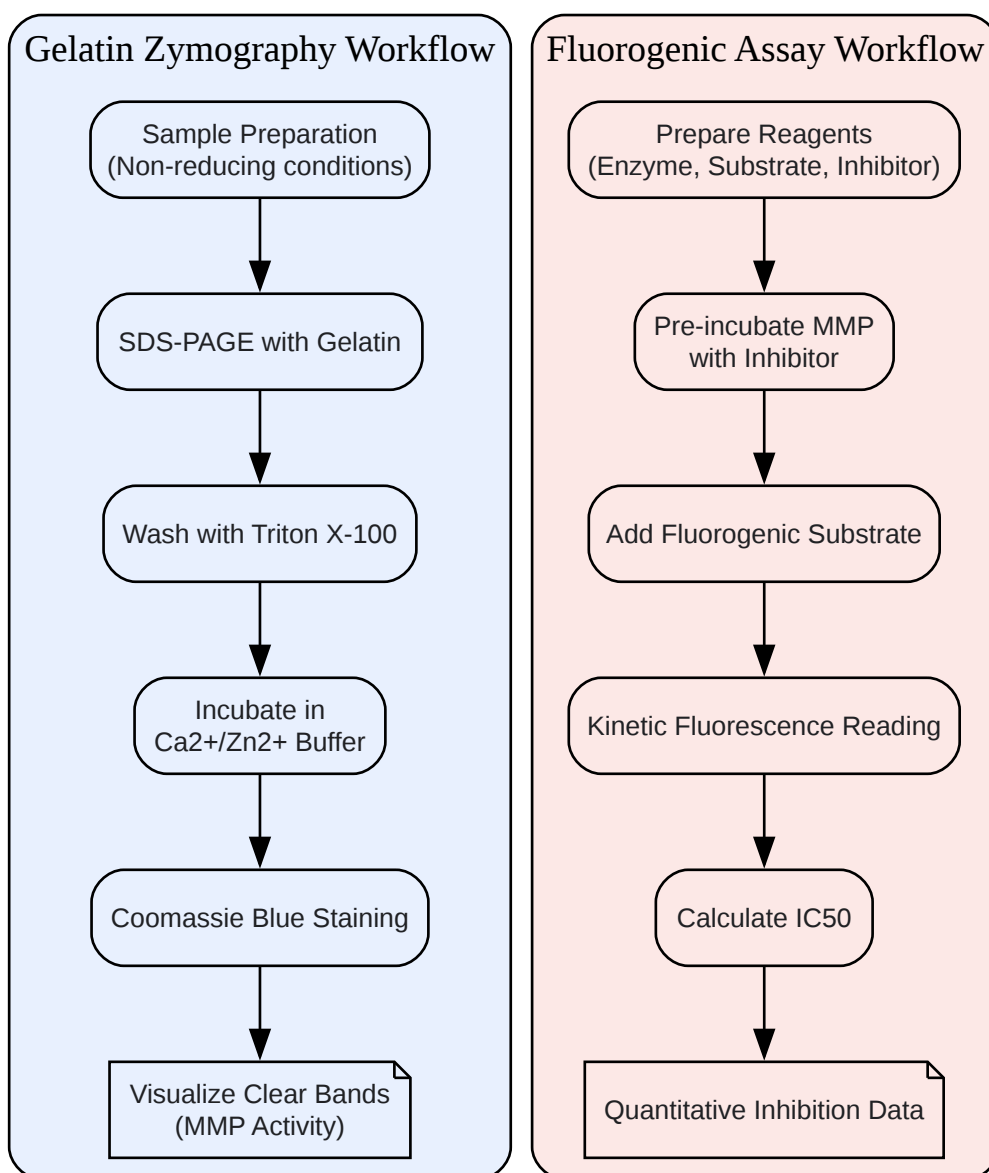 Gelatin Zymography Workflow
Sample Preparation
(Non-reducing conditions)
SDS-PAGE with Gelatin
Wash with Triton X-100
Incubate in
Ca2+/Zn2+ Buffer
Coomassie Blue Staining
Visualize Clear Bands
(MMP Activity)
Fluorogenic Assay Workflow
Prepare Reagents
(Enzyme, Substrate, Inhibitor)
Pre-incubate MMP
with Inhibitor
Add Fluorogenic Substrate
Kinetic Fluorescence Reading
Calculate IC50
Quantitative Inhibition Data